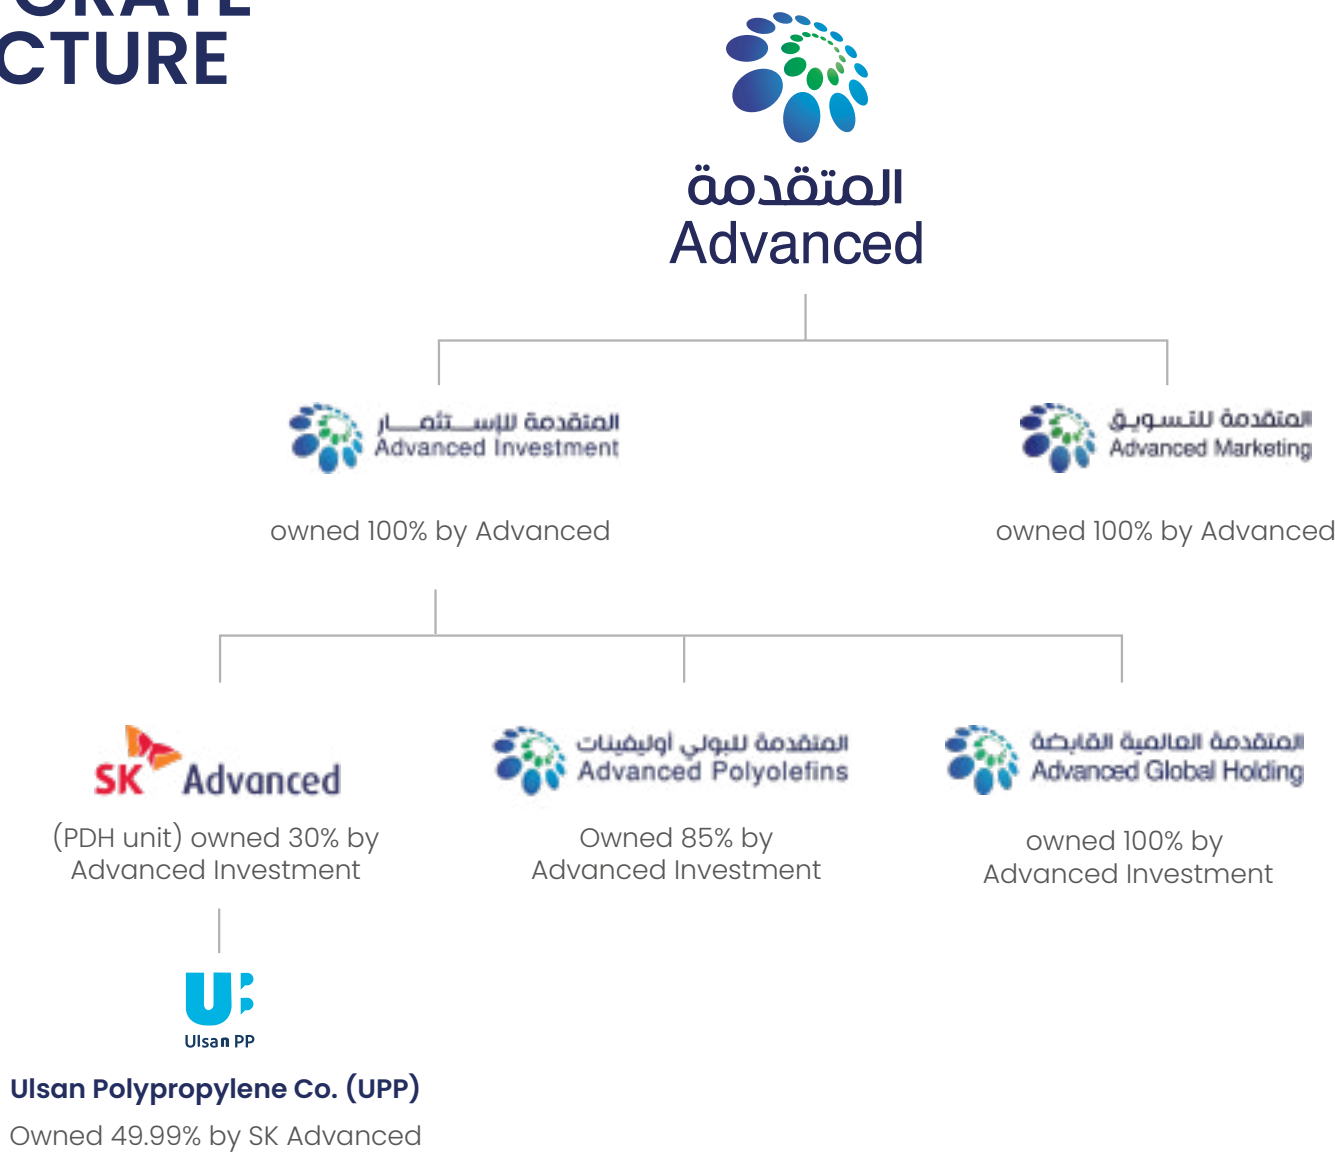 CTURE
المتقدمة
Advanced
المتقدمة للإستثمار
Advanced Investment
المتقدمة للتسويق
Advanced Marketing
owned 100% by Advanced
owned 100% by Advanced
SK Advanced
المتقدمة للبولي أوليفينات
Advanced Polyolefins
المتقدمة العالمية القابضة
Advanced Global Holding
(PDH unit) owned 30% by
Advanced Investment
Owned 85% by
Advanced Investment
owned 100% by
Advanced Investment
Ulsan PP
Ulsan Polypropylene Co. (UPP)
Owned 49.99% by SK Advanced